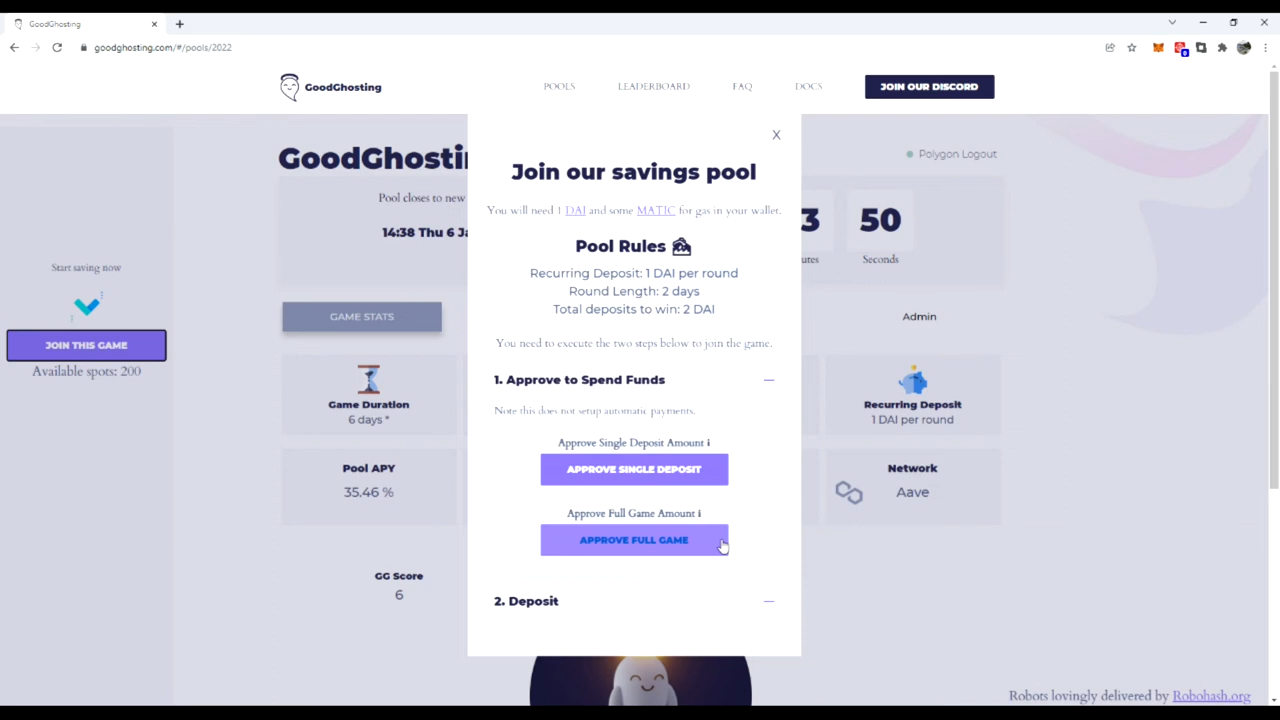 GoodGhosting
goodghosting.com/#/pools/2022
GoodGhosting
POOLS
LEADERBOARD
FAQ
DOCS
JOIN OUR DISCORD
X
GoodGhosti
Join our savings pool
Polygon Logout
Pool closes to new
You will need 1 DAI and some MATIC for gas in your wallet.
14:38 Thu 6 Ja
3
50
utes
Seconds
Pool Rules
Start saving now
Recurring Deposit: 1 DAI per round
Round Length: 2 days
Total deposits to win: 2 DAI
GAME STATS
Admin
JOIN THIS GAME
Available spots: 200
You need to execute the two steps below to join the game.
1. Approve to Spend Funds
Game Duration
6 days *
Recurring Deposit
1 DAI per round
Note this does not setup automatic payments.
Approve Single Deposit Amount ℹ
APPROVE SINGLE DEPOSIT
Pool APY
35.46 %
Network
Aave
Approve Full Game Amount ℹ
APPROVE FULL GAME
GG Score
6
2. Deposit
Robots lovingly delivered by Robohash.org